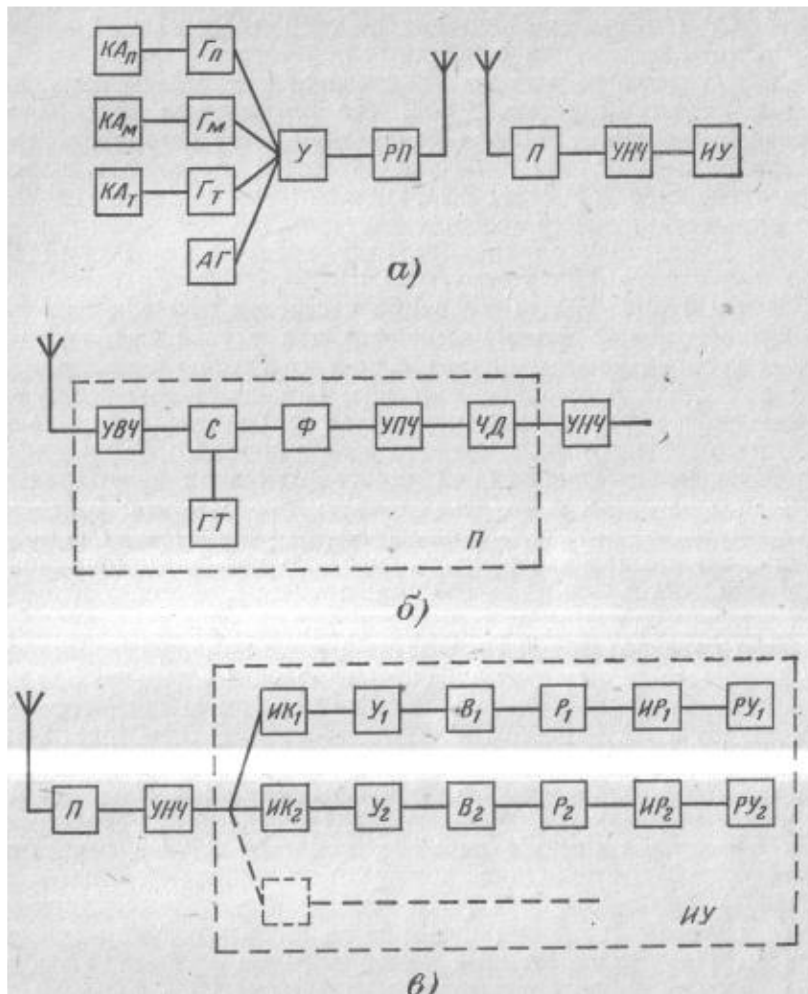 КАп Гп
КАм Гм
У РП П УНЧ ИУ
КАт Гт
АГ
а)
УВЧ С Ф УПЧ ЧД УНЧ
ГТ
П
б)
ИК1 У1 В1 Р1 ИР1 РУ1
П УНЧ ИК2 У2 В2 Р2 ИР2 РУ2
ИУ
в)